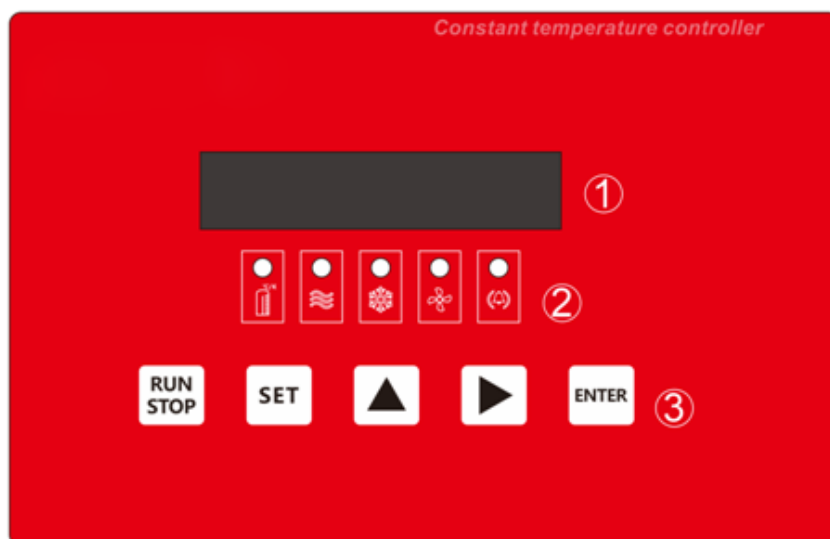 Constant temperature controller
①
②
RUN
STOP
SET
ENTER
③